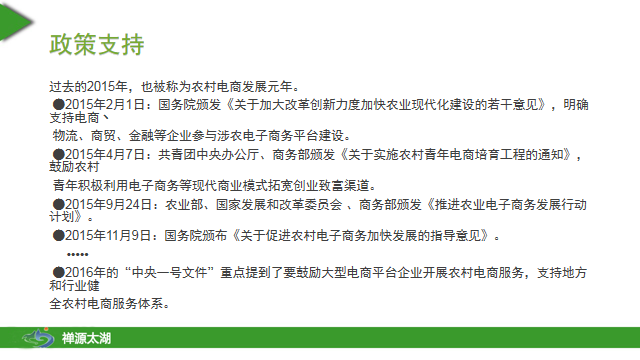 政策支持
过去的2015年，也被称为农村电商发展元年。
●2015年2月1日：国务院颁发《关于加大改革创新力度加快农业现代化建设的若干意见》，明确
支持电商、
物流、商贸、金融等企业参与涉农电子商务平台建设。
●2015年4月7日：共青团中央办公厅、商务部颁发《关于实施农村青年电商培育工程的通知》，
鼓励农村
青年积极利用电子商务等现代商业模式拓宽创业致富渠道。
●2015年9月24日：农业部、国家发展和改革委员会 、商务部颁发《推进农业电子商务发展行动
计划》。
●2015年11月9日：国务院颁布《关于促进农村电子商务加快发展的指导意见》。
•••••
●2016年的“中央一号文件”重点提到了要鼓励大型电商平台企业开展农村电商服务，支持地方
和行业健
全农村电商服务体系。
禅源太湖